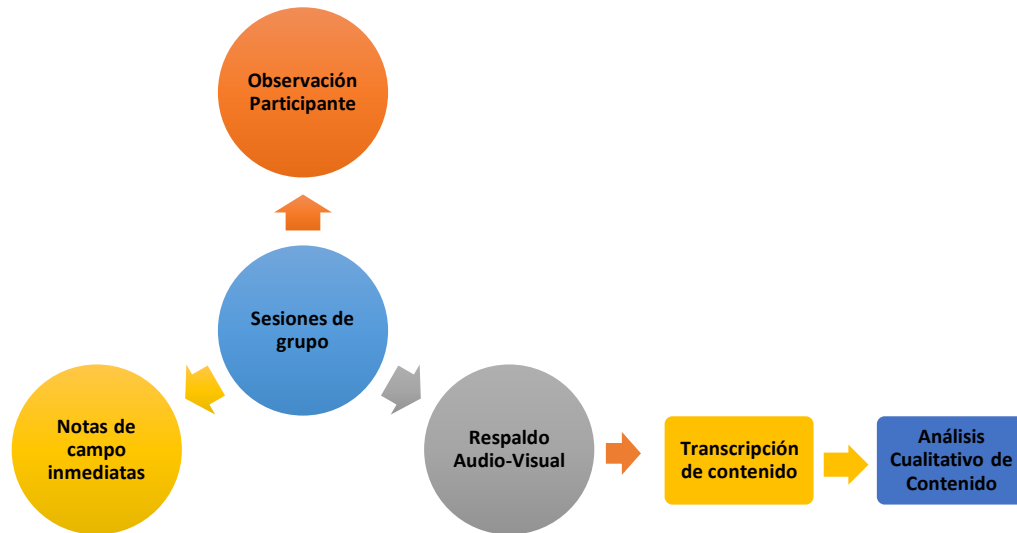 Observación
Participante
Sesiones de
grupo
Notas de
campo
inmediatas
Respaldo
Audio-Visual
Transcripción
de contenido
Análisis
Cualitativo de
Contenido